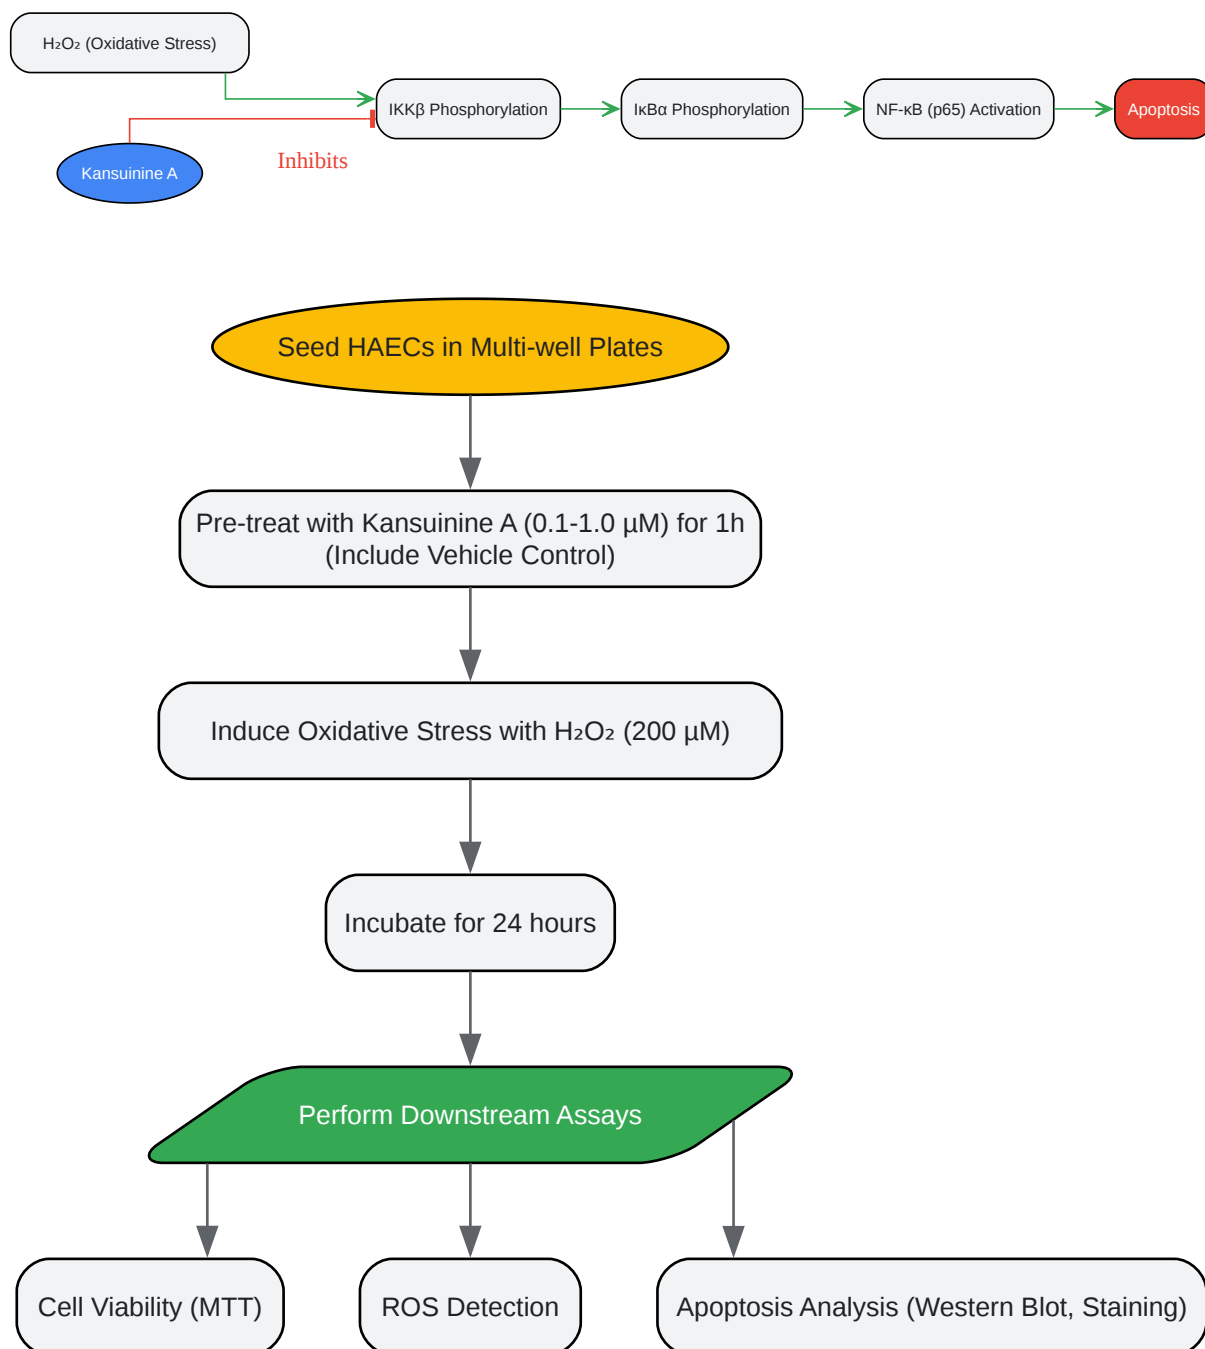 H₂O₂ (Oxidative Stress)
IKKβ Phosphorylation
IκBα Phosphorylation
NF-κB (p65) Activation
Apoptosis
Inhibits
Kansuinine A
Seed HAECs in Multi-well Plates
Pre-treat with Kansuinine A (0.1-1.0 µM) for 1h
(Include Vehicle Control)
Induce Oxidative Stress with H₂O₂ (200 µM)
Incubate for 24 hours
Perform Downstream Assays
Cell Viability (MTT)
ROS Detection
Apoptosis Analysis (Western Blot, Staining)